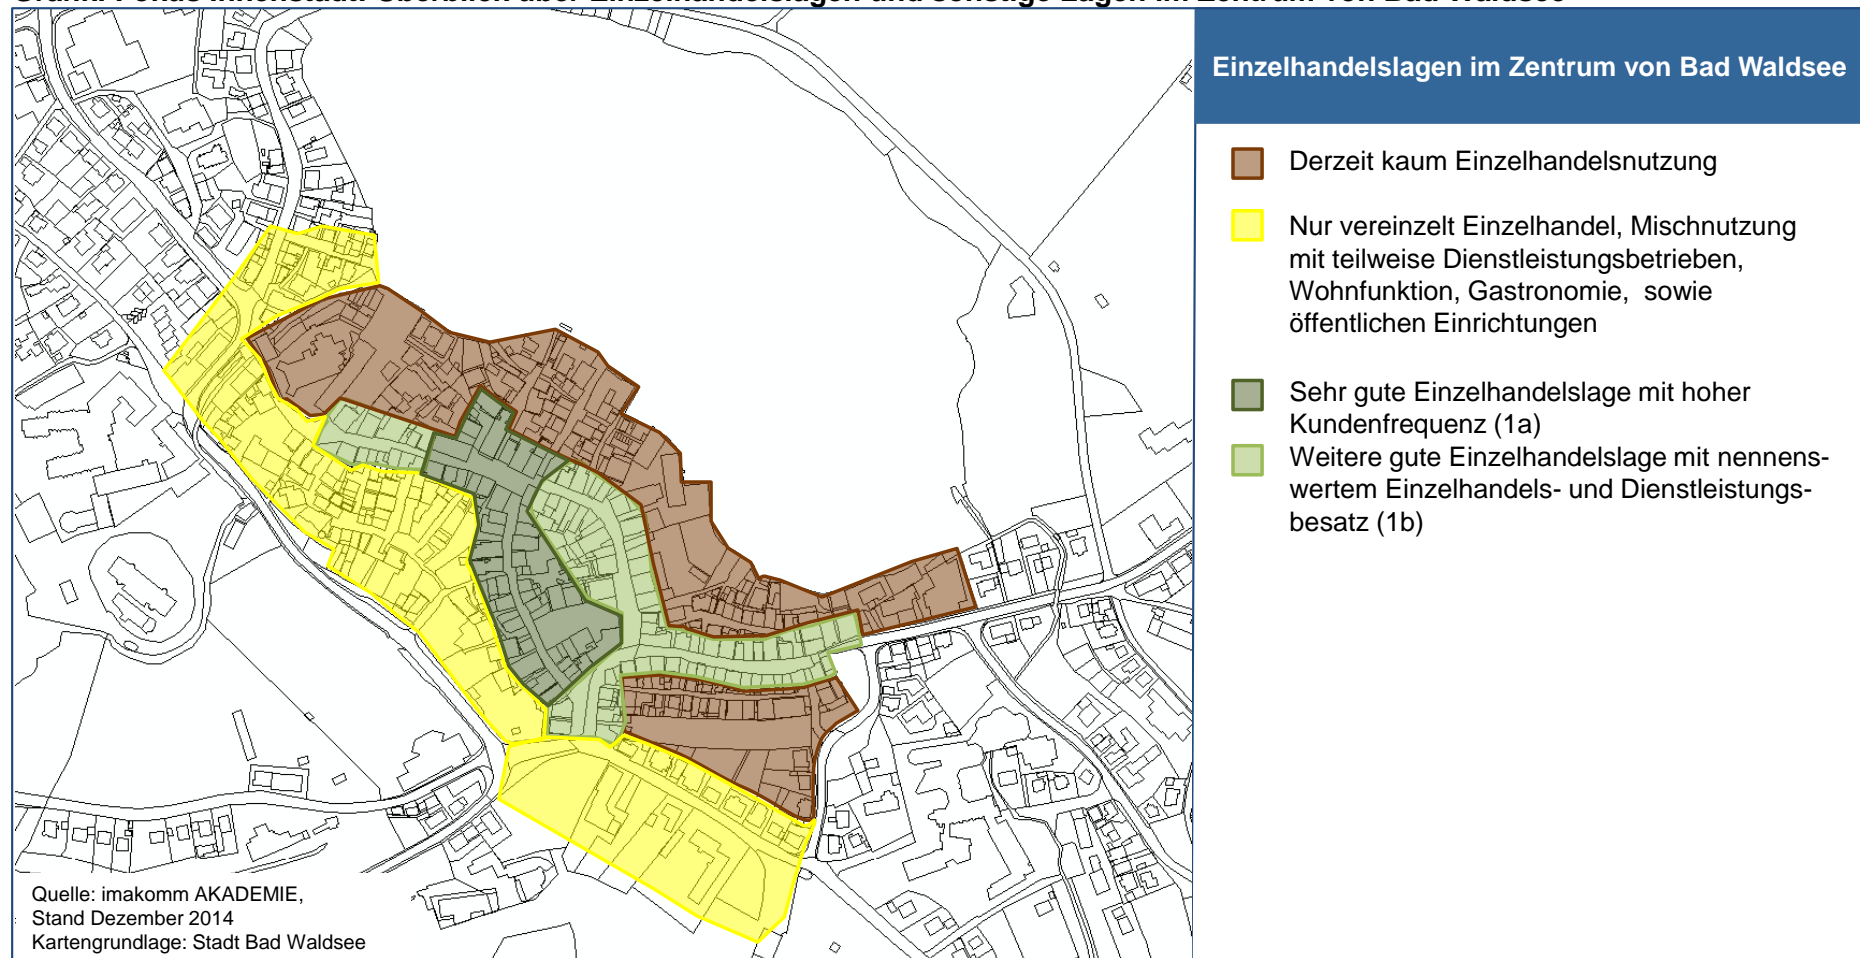 Einzelhandelslagen im Zentrum von Bad Waldsee
Derzeit kaum Einzelhandelsnutzung
Nur vereinzelt Einzelhandel, Mischnutzung
mit teilweise Dienstleistungsbetrieben,
Wohnfunktion, Gastronomie, sowie
öffentlichen Einrichtungen
Sehr gute Einzelhandelslage mit hoher
Kundenfrequenz (1a)
Weitere gute Einzelhandelslage mit nennens-
wertem Einzelhandels- und Dienstleistungs-
besatz (1b)
Quelle: imakomm AKADEMIE,
Stand Dezember 2014
Kartengrundlage: Stadt Bad Waldsee